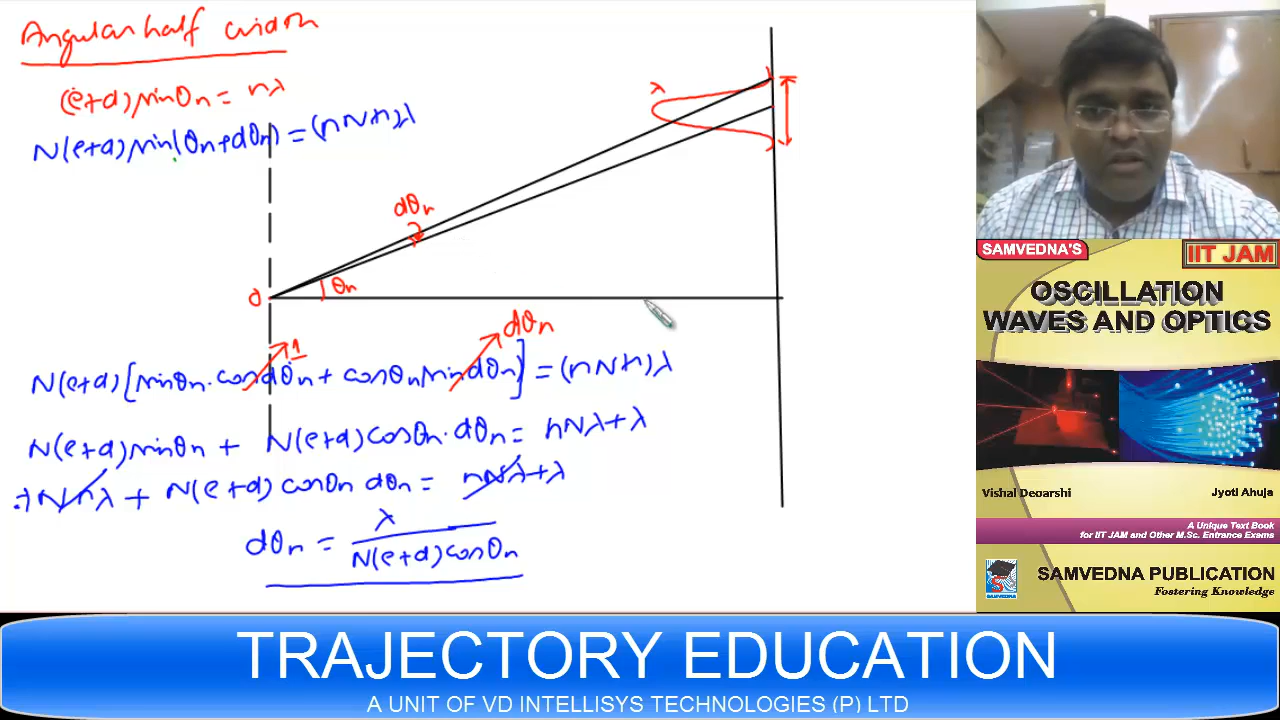 Angular half width
(e+d) sinθn = nλ
N(e+d) sin(θn+dθn) = (nN+1)λ
λ
dθn
θn
O
1
dθn
N(e+d)[sinθn. cosdθn + cosθn sindθn] = (nN+1)λ
N(e+d)sinθn + N(e+d)cosθn. dθn = nNλ+λ
Nnλ + N(e+d) cosθn dθn = nNλ+λ
dθn = λ / N(e+d)cosθn
SAMVEDNA'S
IIT JAM
OSCILLATION
WAVES AND OPTICS
Vishal Deoarshi
Jyoti Ahuja
A Unique Text Book
for IIT JAM and Other M.Sc. Entrance Exams
SAMVEDNA
SAMVEDNA PUBLICATION
Fostering Knowledge
TRAJECTORY EDUCATION
A UNIT OF VD INTELLISYS TECHNOLOGIES (P) LTD